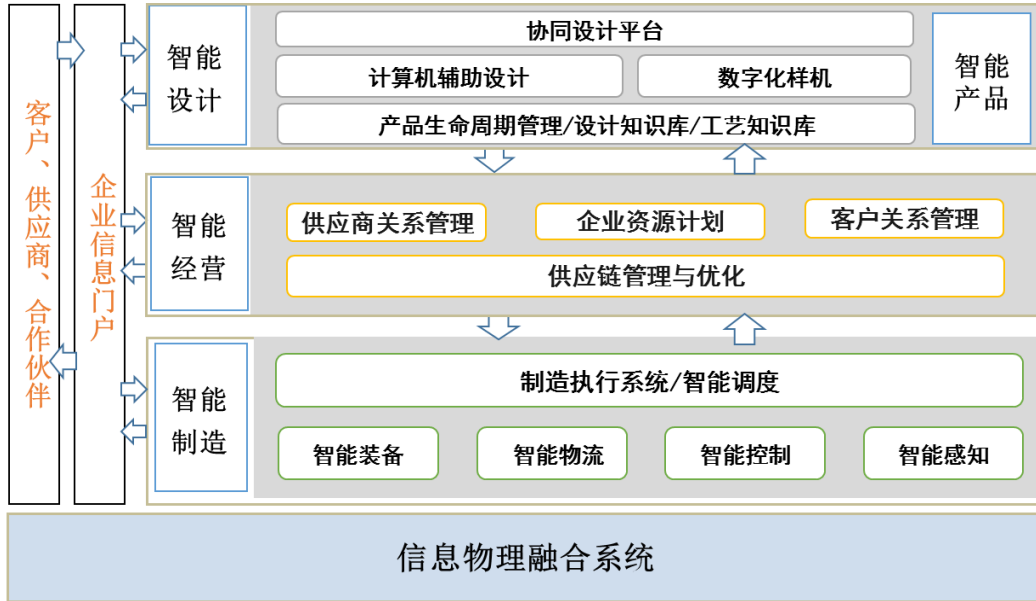 客户、供应商、合作伙伴
企业信息门户
智能
设计
协同设计平台
计算机辅助设计
数字化样机
产品生命周期管理/设计知识库/工艺知识库
智能
产品
智能
经营
供应商关系管理
企业资源计划
客户关系管理
供应链管理与优化
智能
制造
制造执行系统/智能调度
智能装备
智能物流
智能控制
智能感知
信息物理融合系统